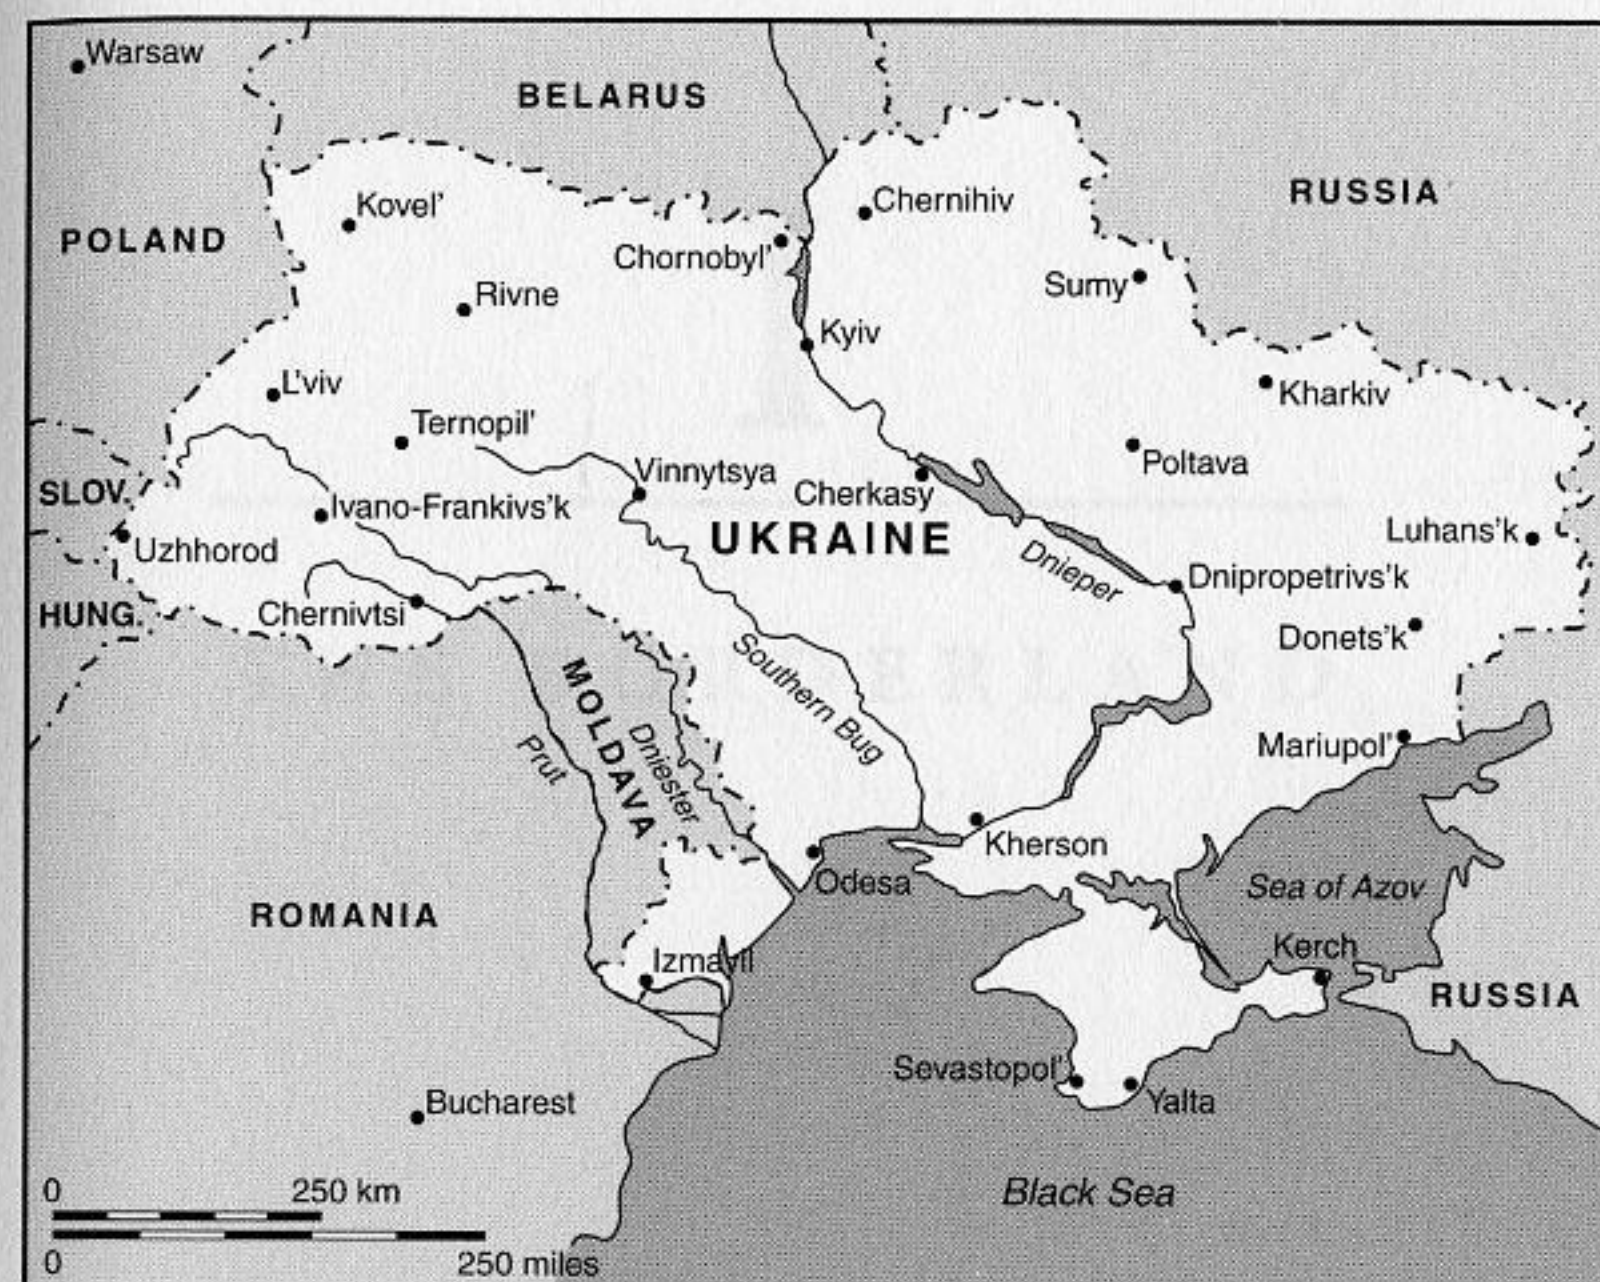 Warsaw
BELARUS
RUSSIA
Kovel'
Chernihiv
POLAND
Chornobyl'
Sumy
Rivne
Kyiv
L'viv
Kharkiv
Ternopil'
Vinnytsya
Poltava
SLOV.
Cherkasy
Ivano-Frankivs'k
UKRAINE
Luhans'k
Uzhhorod
Dnieper
Dnipropetrivs'k
HUNG.
Chernivtsi
Donets'k
Southern Bug
MOLDAVA
Prut
Dniester
Mariupol'
Kherson
Odesa
Sea of Azov
ROMANIA
Kerch
Izmayil
RUSSIA
Sevastopol'
Yalta
Bucharest
Black Sea
0 250 km
0 250 miles